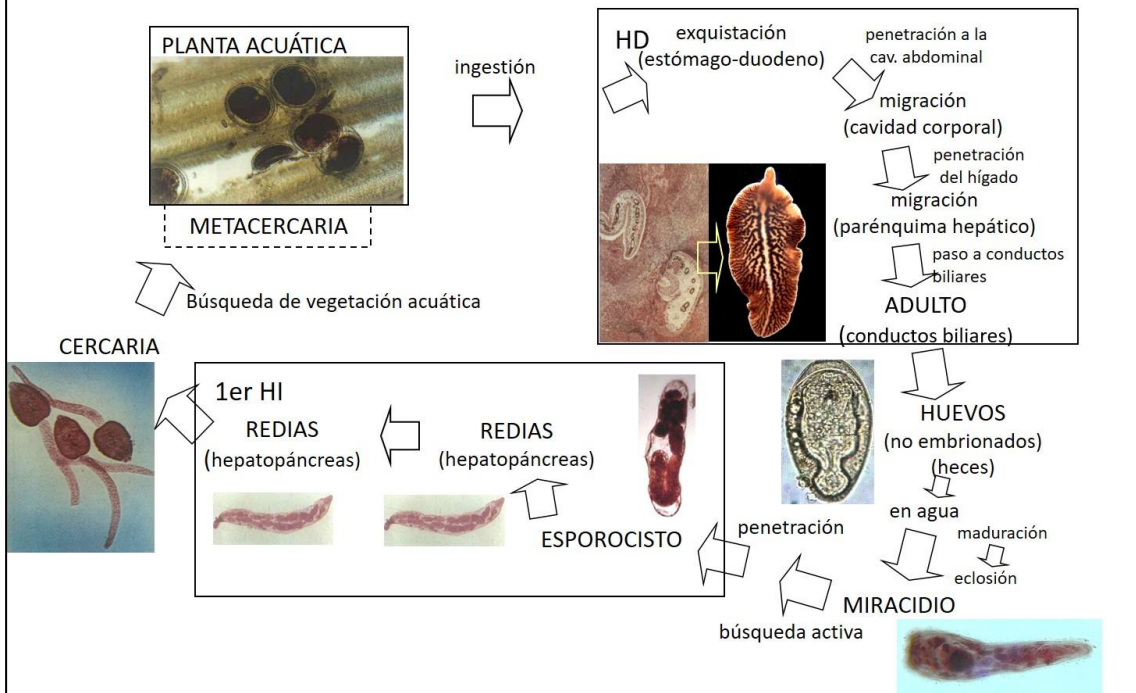 PLANTA ACUÁTICA
METACERCARIA
ingestión
HD
exquistación
(estómago-duodeno)
penetración a la
cav. abdominal
migración
(cavidad corporal)
penetración
del hígado
migración
(parénquima hepático)
paso a conductos
biliares
ADULTO
(conductos biliares)
HUEVOS
(no embrionados)
(heces)
en agua
maduración
eclosión
MIRACIDIO
búsqueda activa
penetración
1er HI
ESPOROCISTO
REDIAS
(hepatopáncreas)
REDIAS
(hepatopáncreas)
CERCARIA
Búsqueda de vegetación acuática